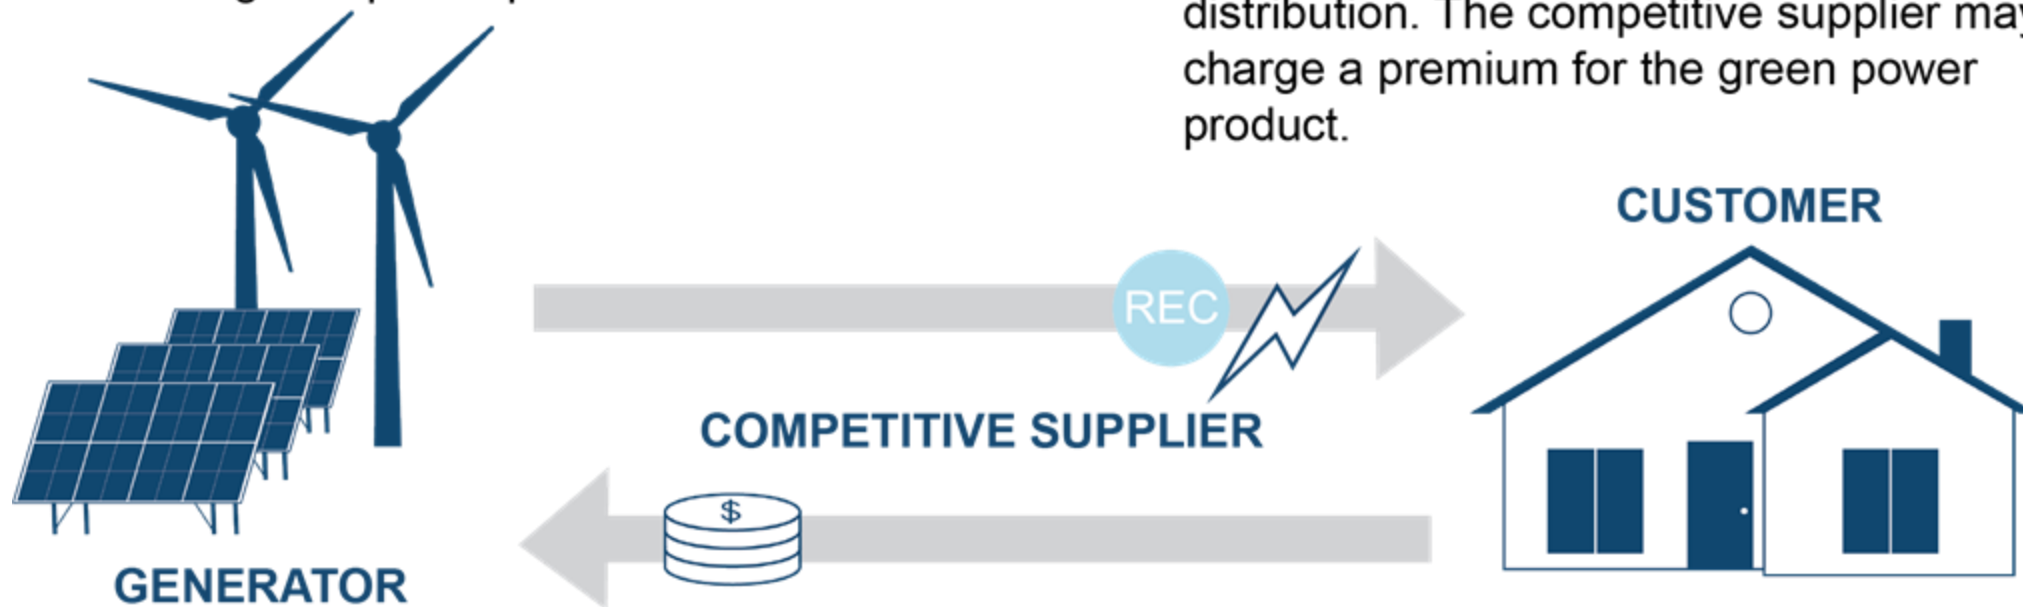 distribution. The competitive supplier may
charge a premium for the green power
product.
CUSTOMER
REC
COMPETITIVE SUPPLIER
$
GENERATOR